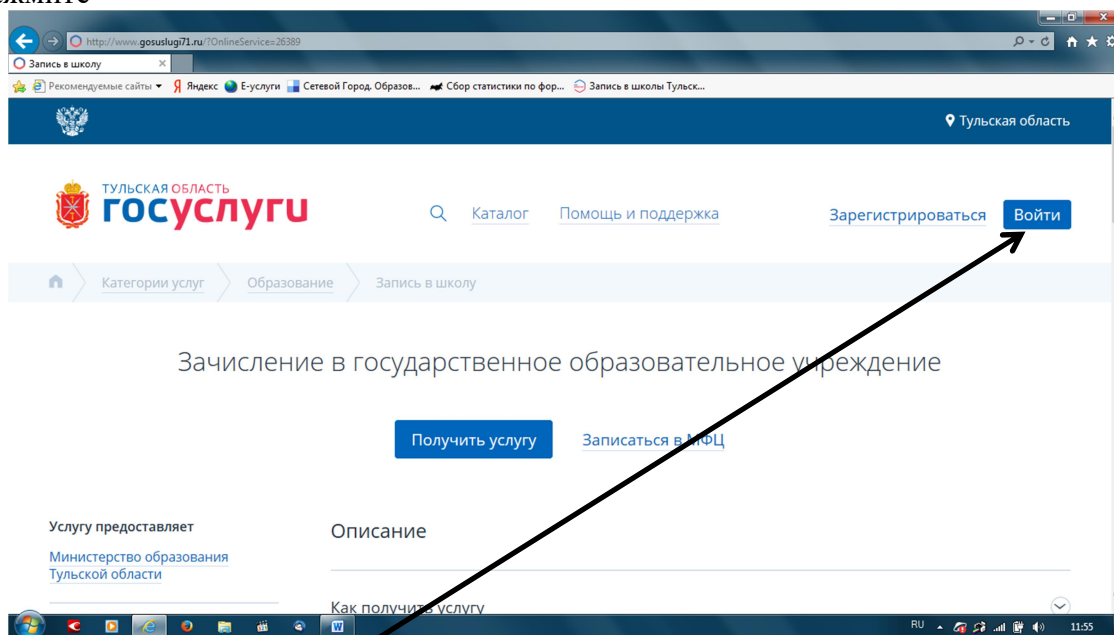 http://www.gosuslugi71.ru/?OnlineService=26389
Запись в школу
Рекомендуемые сайты Яндекс Е-услуги Сетевой Город. Образов... Сбор статистики по фор... Запись в школы Тульск...
Тульская область
ТУЛЬСКАЯ ОБЛАСТЬ
госуслуги
Каталог Помощь и поддержка Зарегистрироваться Войти
Категории услуг Образование Запись в школу
Зачисление в государственное образовательное учреждение
Получить услугу Записаться в МФЦ
Услугу предоставляет
Описание
Министерство образования
Тульской области
Как получить услугу
RU 11:55